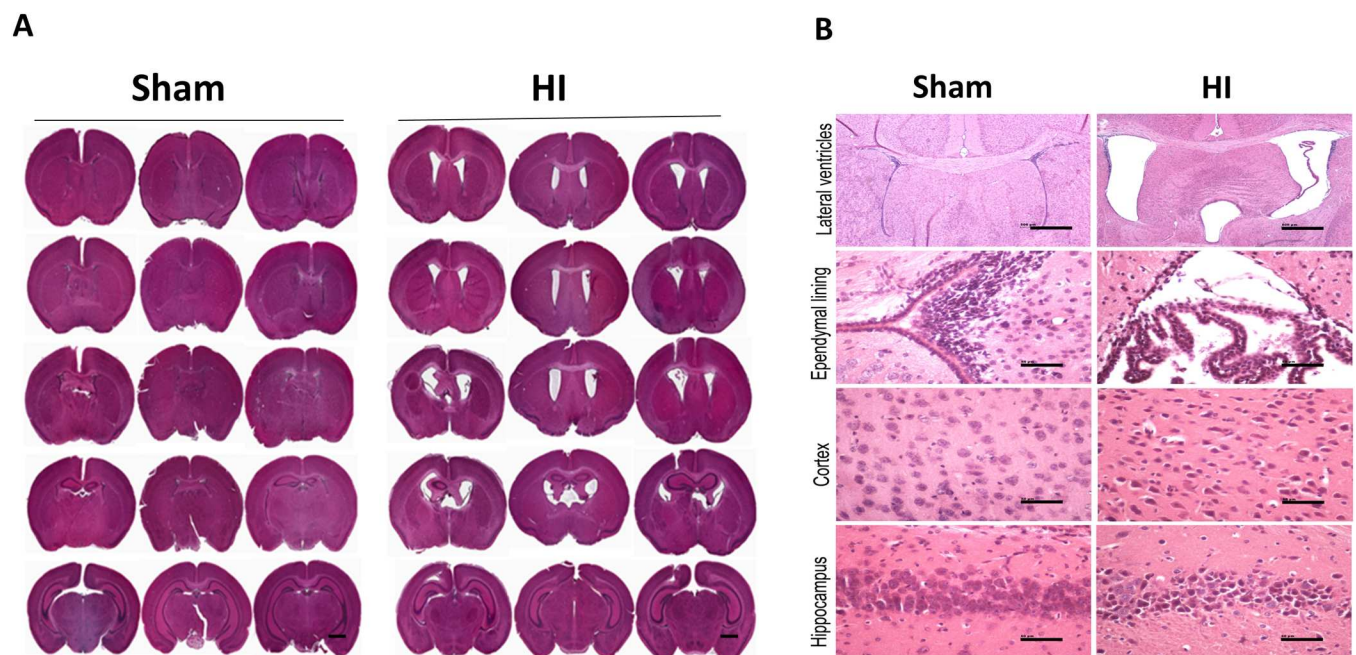 A
B
Sham
HI
Sham
HI
Lateral ventricles
Ependymal lining
Cortex
Hippocampus